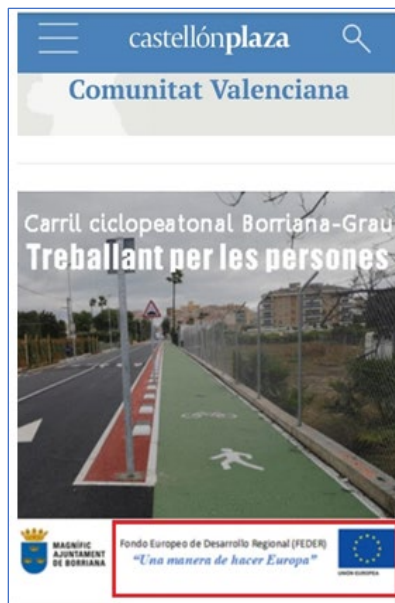 castellónplaza
Comunitat Valenciana
Carril ciclopeatonal Borriana-Grau
Treballant per les persones
MAGNÍFIC
AJUNTAMENT
DE BORRIANA
Fondo Europeo de Desarrollo Regional (FEDER)
"Una manera de hacer Europa"
UNIÓN EUROPEA